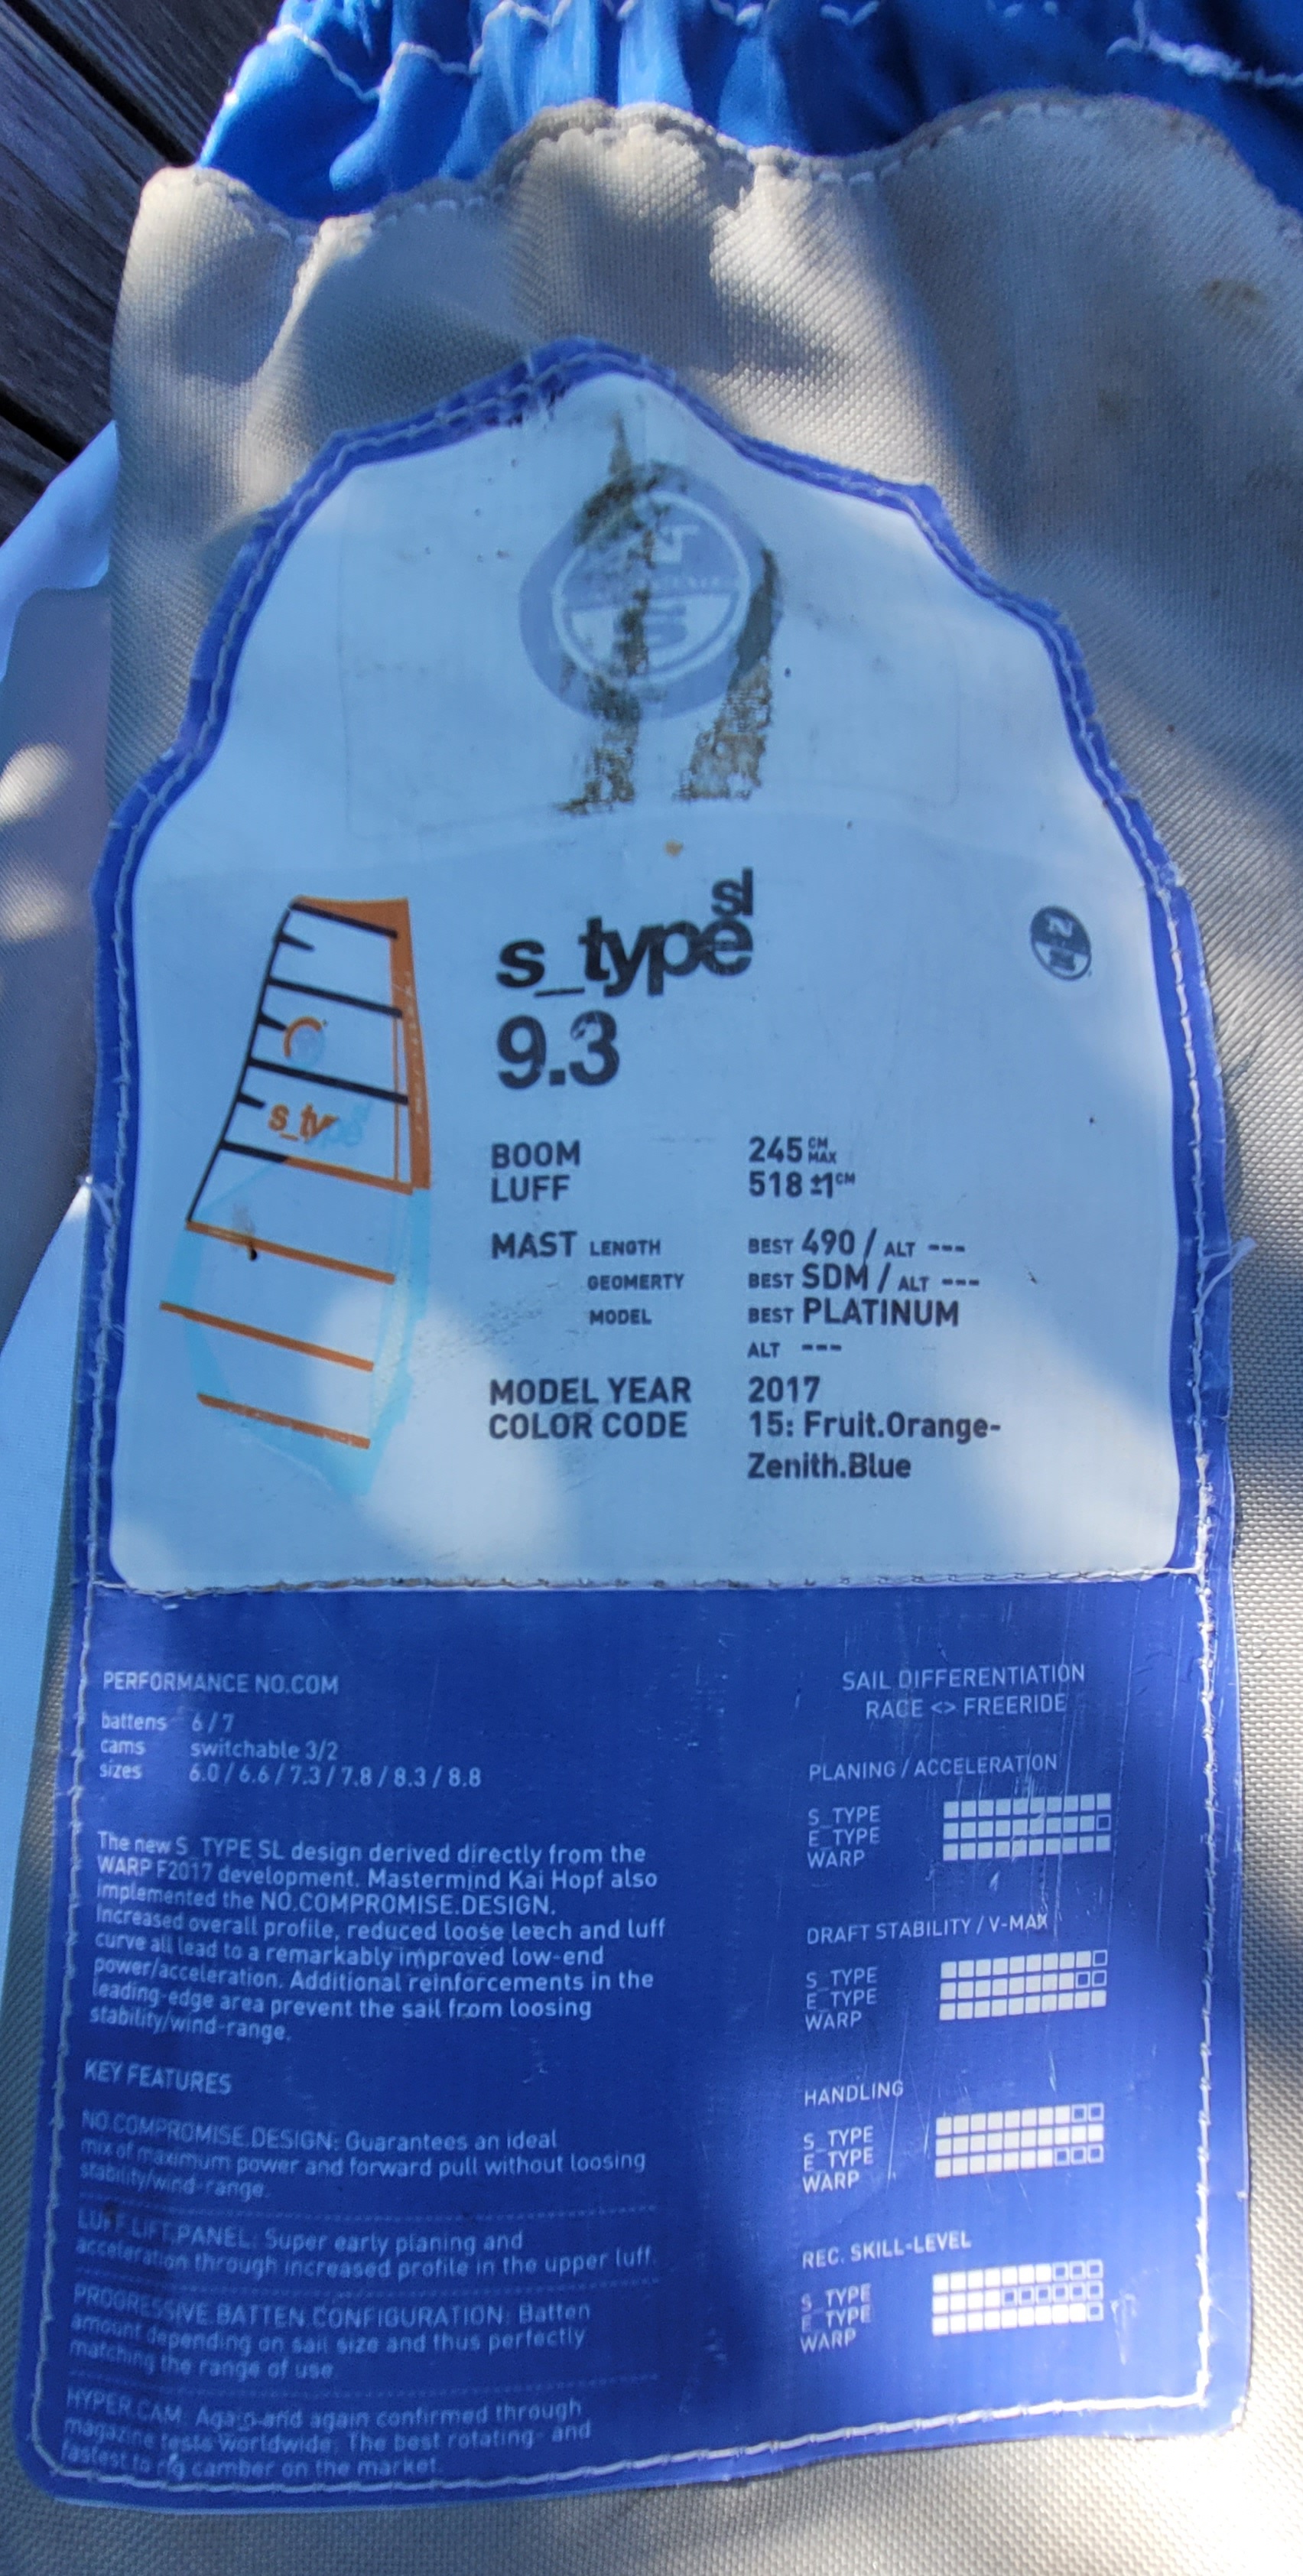 s_type sl
9.3
BOOM 245 CM MAX
LUFF 518 ±1 CM
MAST LENGTH BEST 490 / ALT ---
GEOMERTY BEST SDM / ALT ---
MODEL BEST PLATINUM
ALT ---
MODEL YEAR 2017
COLOR CODE 15: Fruit.Orange-
Zenith.Blue
s_type
PERFORMANCE NO.COM
battens 6 / 7
cams switchable 3/2
sizes 6.0 / 6.6 / 7.3 / 7.8 / 8.3 / 8.8
The new S_TYPE SL design derived directly from the
WARP F2017 development. Mastermind Kai Hopf also
implemented the NO.COMPROMISE.DESIGN.
Increased overall profile, reduced loose leech and luff
curve all lead to a remarkably improved low-end
power/acceleration. Additional reinforcements in the
leading-edge area prevent the sail from loosing
stability/wind-range.
KEY FEATURES
NO.COMPROMISE.DESIGN: Guarantees an ideal
mix of maximum power and forward pull without loosing
stability/wind-range.
LUFF.LIFT.PANEL: Super early planing and
acceleration through increased profile in the upper luff.
PROGRESSIVE.BATTEN.CONFIGURATION: Batten
amount depending on sail size and thus perfectly
matching the range of use.
HYPER.CAM: Again and again confirmed through
magazine tests worldwide: The best rotating- and
fastest to rig camber on the market.
SAIL DIFFERENTIATION
RACE <> FREERIDE
PLANING / ACCELERATION
S_TYPE
E_TYPE
WARP
DRAFT STABILITY / V-MAX
S_TYPE
E_TYPE
WARP
HANDLING
S_TYPE
E_TYPE
WARP
REC. SKILL-LEVEL
S_TYPE
E_TYPE
WARP